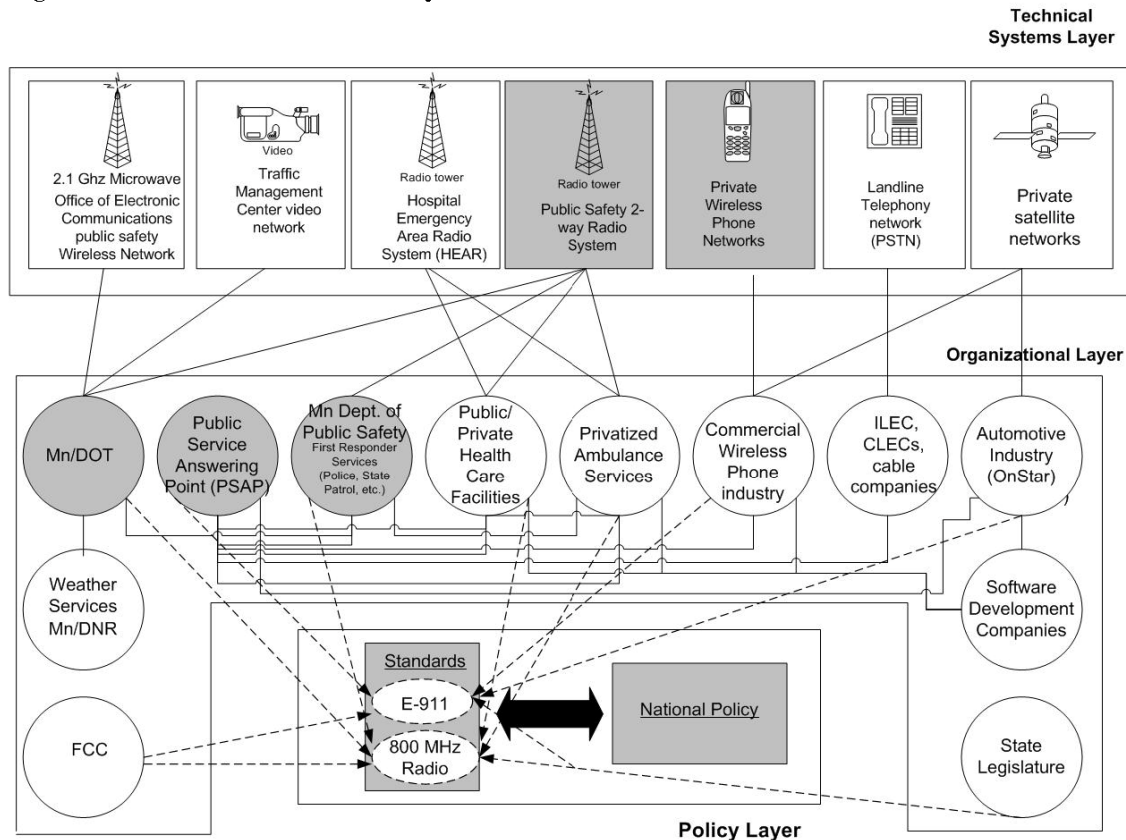 Technical
Systems Layer
2.1 Ghz Microwave
Office of Electronic
Communications
public safety
Wireless Network
Video
Traffic
Management
Center video
network
Radio tower
Hospital
Emergency
Area Radio
System (HEAR)
Radio tower
Public Safety 2-
way Radio
System
Private
Wireless
Phone
Networks
Landline
Telephony
network
(PSTN)
Private
satellite
networks
Organizational Layer
Mn/DOT
Public
Service
Answering
Point (PSAP)
Mn Dept. of
Public Safety
First Responder
Services
(Police, State
Patrol, etc.)
Public/
Private
Health
Care
Facilities
Privatized
Ambulance
Services
Commercial
Wireless
Phone
industry
ILEC,
CLECs,
cable
companies
Automotive
Industry
(OnStar)
Weather
Services
Mn/DNR
Software
Development
Companies
Standards
E-911
800 MHz
Radio
National Policy
FCC
State
Legislature
Policy Layer